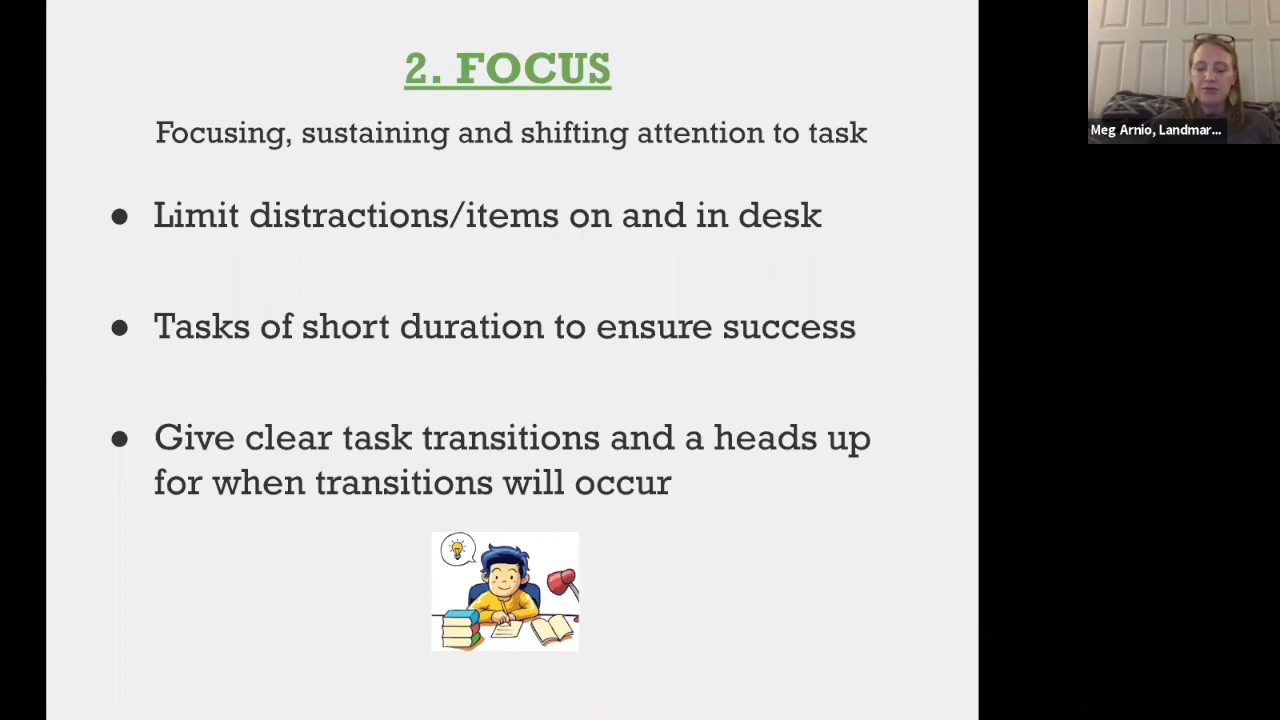 2. FOCUS
Focusing, sustaining and shifting attention to task
● Limit distractions/items on and in desk
● Tasks of short duration to ensure success
● Give clear task transitions and a heads up
for when transitions will occur
Meg Arnio, Landmar...